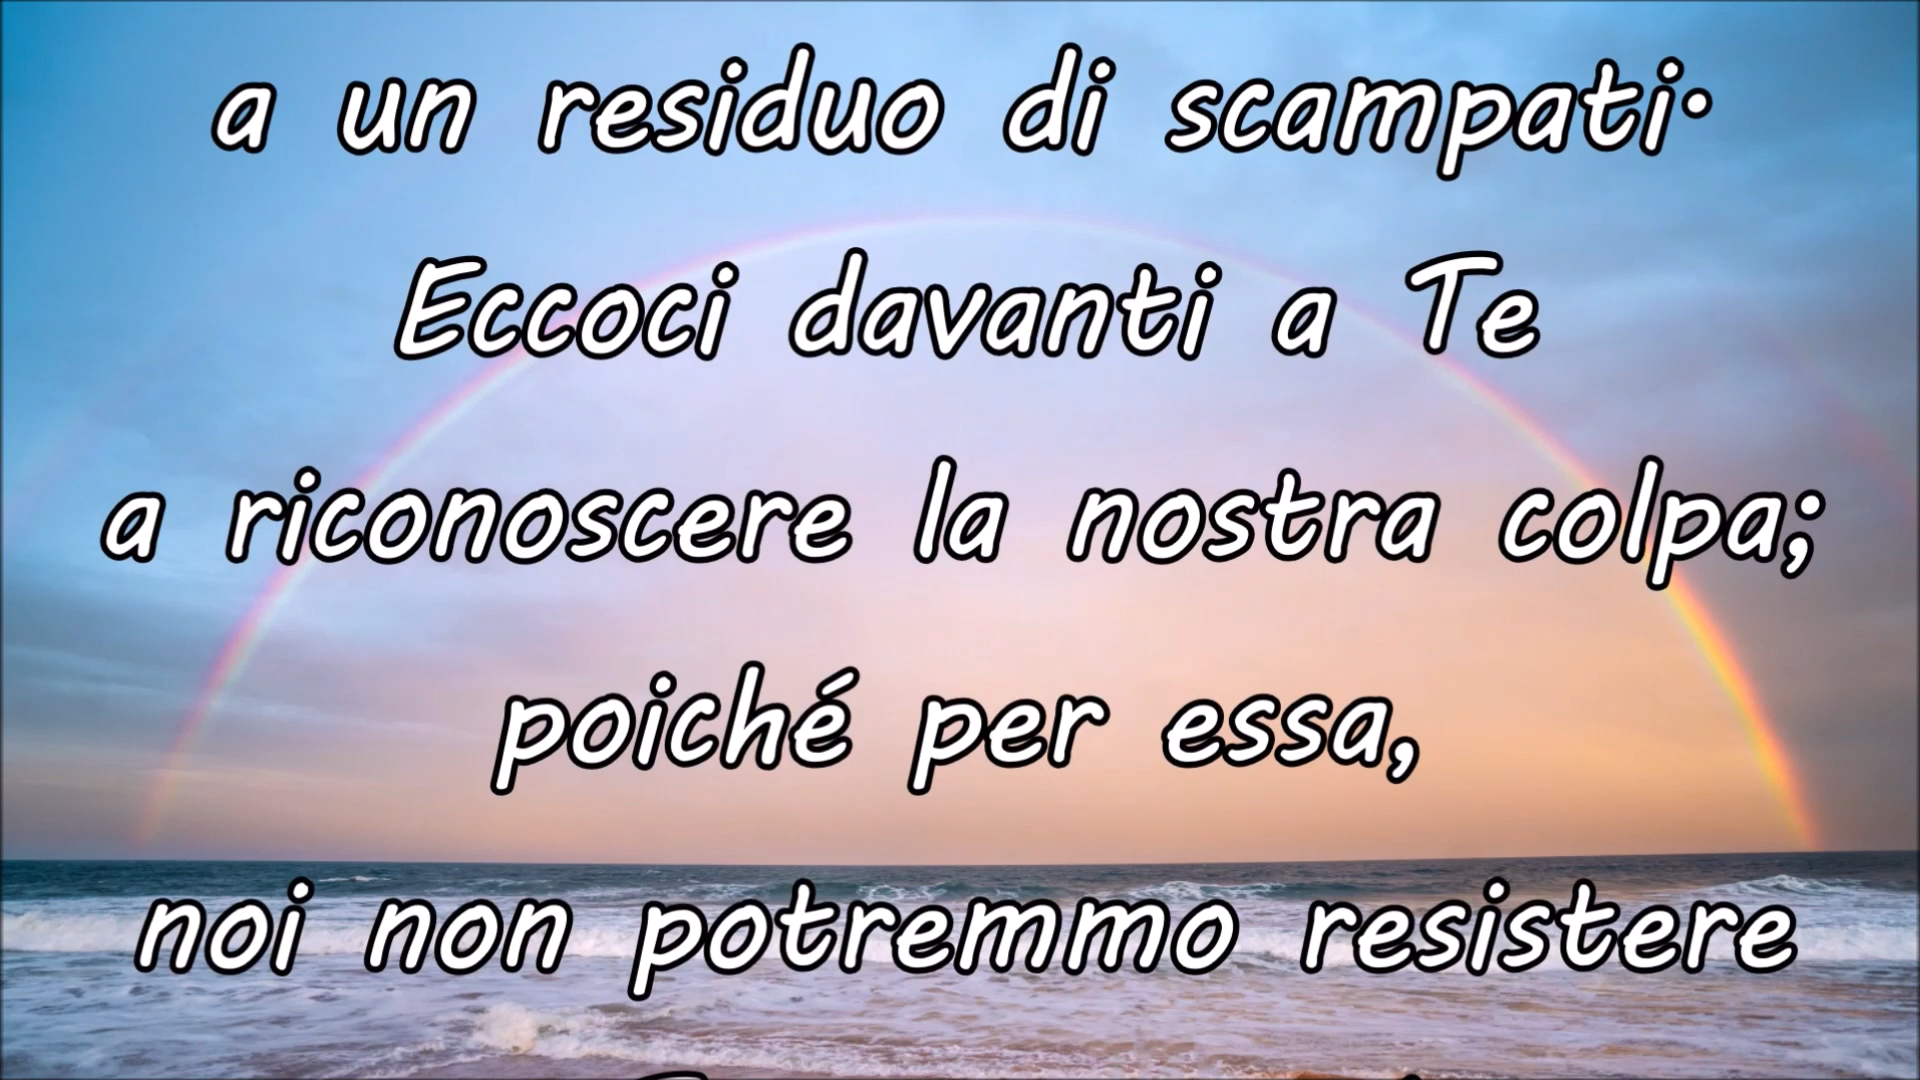 a un residuo di scampati·
Eccoci davanti a Te
a riconoscere la nostra colpa;
poiché per essa,
noi non potremmo resistere